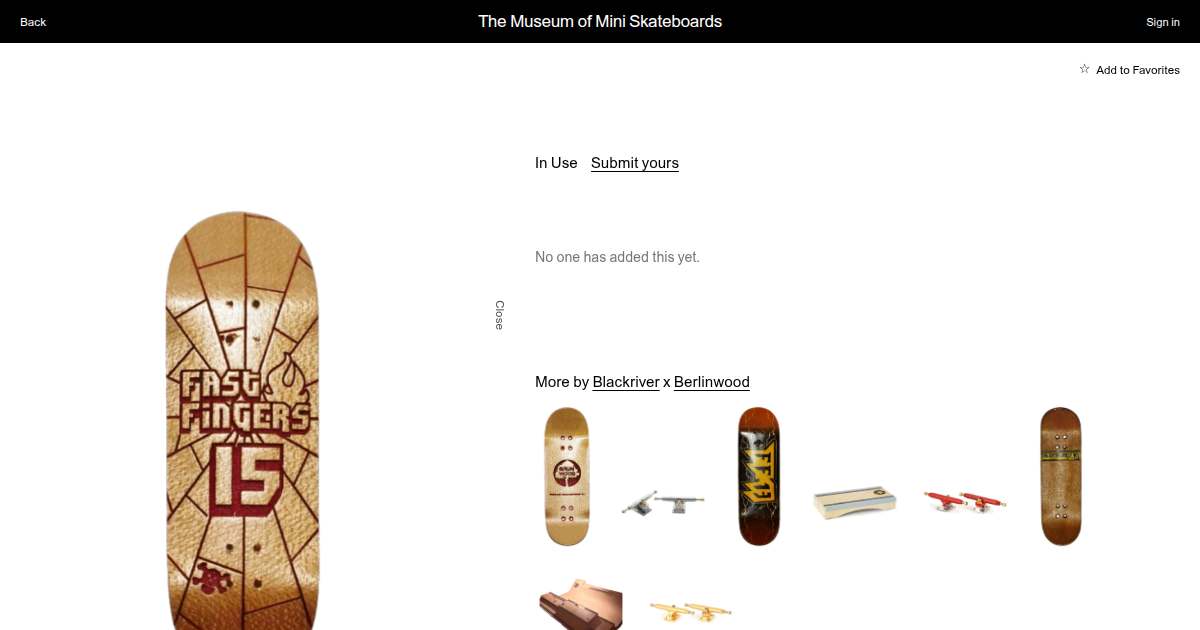 Back
The Museum of Mini Skateboards
Sign in
☆ Add to Favorites
In Use Submit yours
No one has added this yet.
Close
FAST
FINGERS
15
More by Blackriver x Berlinwood